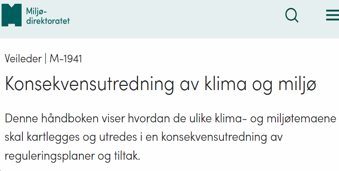 Miljø-
direktoratet
Veileder | M-1941
Konsekvensutredning av klima og miljø
Denne håndboken viser hvordan de ulike klima- og miljøtemaene
skal kartlegges og utredes i en konsekvensutredning av
reguleringsplaner og tiltak.